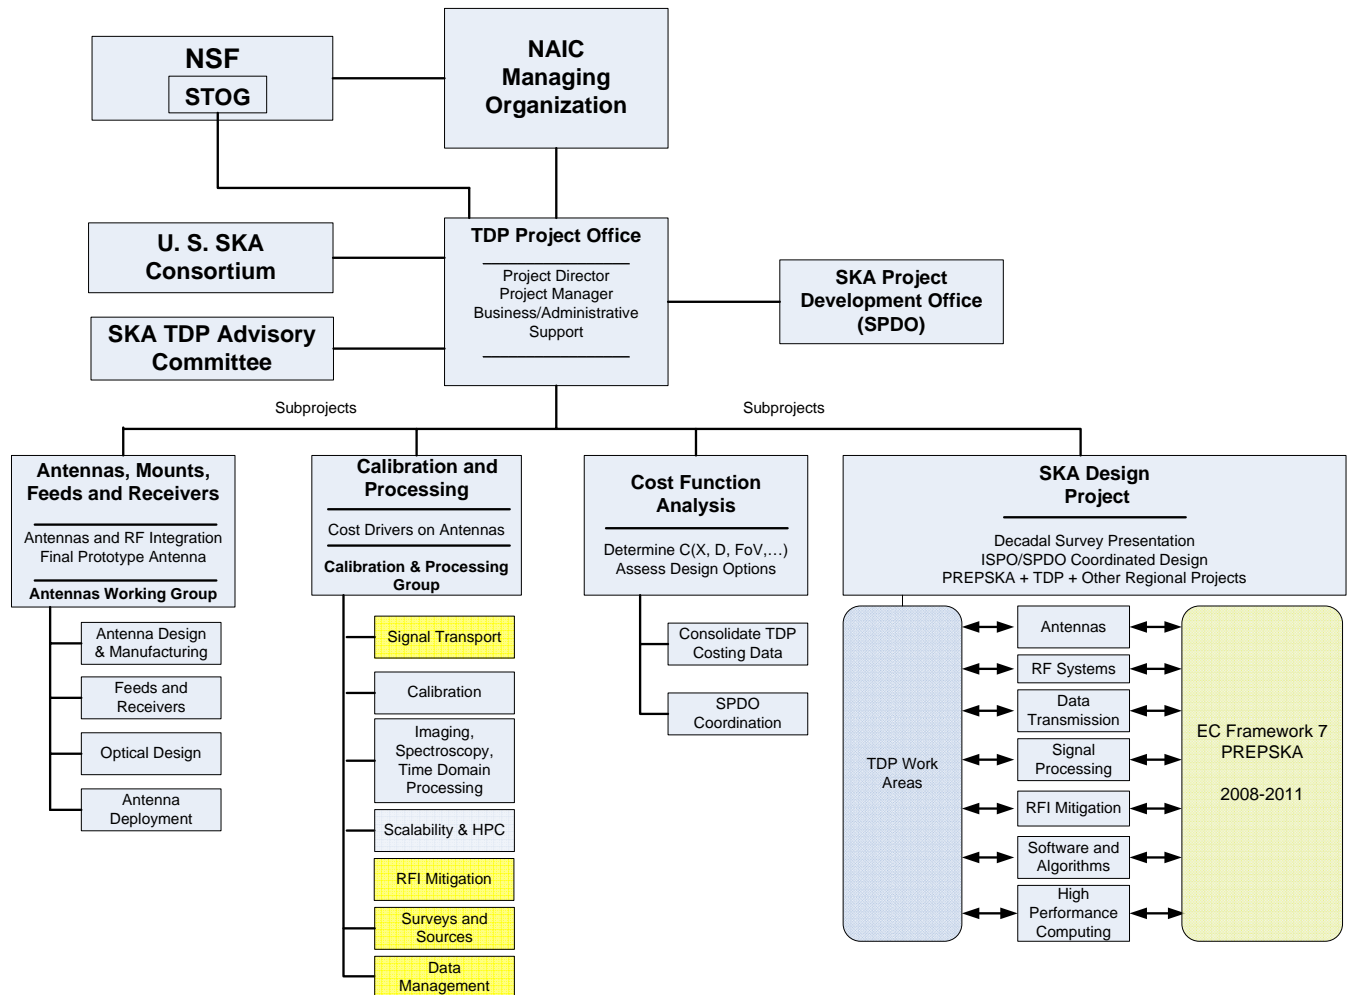 NSF
STOG
NAIC
Managing
Organization
U. S. SKA
Consortium
SKA TDP Advisory
Committee
TDP Project Office
Project Director
Project Manager
Business/Administrative
Support
SKA Project
Development Office
(SPDO)
Subprojects
Subprojects
Antennas, Mounts,
Feeds and Receivers
Antennas and RF Integration
Final Prototype Antenna
Antennas Working Group
Antenna Design
& Manufacturing
Feeds and
Receivers
Optical Design
Antenna
Deployment
Calibration and
Processing
Cost Drivers on Antennas
Calibration & Processing
Group
Signal Transport
Calibration
Imaging,
Spectroscopy,
Time Domain
Processing
Scalability & HPC
RFI Mitigation
Surveys and
Sources
Data
Management
Cost Function
Analysis
Determine C(X, D, FoV,...)
Assess Design Options
Consolidate TDP
Costing Data
SPDO
Coordination
SKA Design
Project
Decadal Survey Presentation
ISPO/SPDO Coordinated Design
PREPSKA + TDP + Other Regional Projects
TDP Work
Areas
Antennas
RF Systems
Data
Transmission
Signal
Processing
RFI Mitigation
Software and
Algorithms
High
Performance
Computing
EC Framework 7
PREPSKA
2008-2011